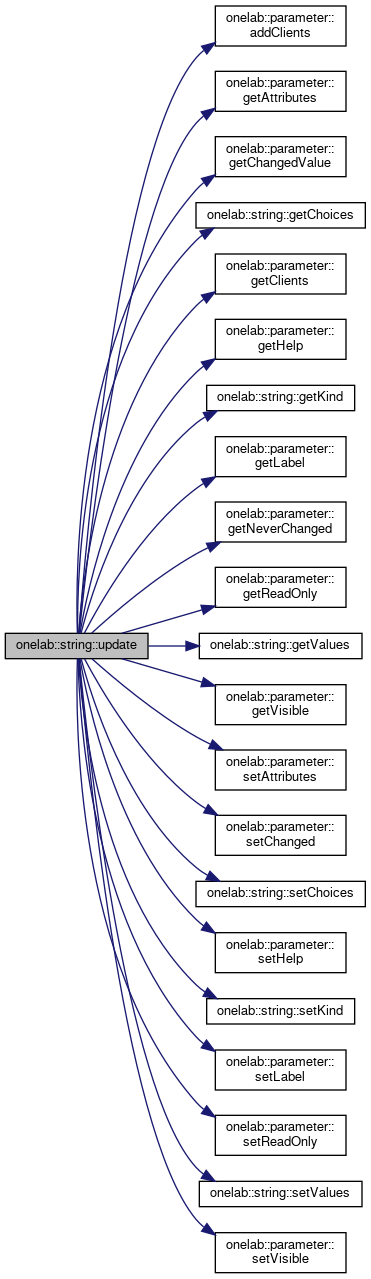 onelab::parameter::
addClients
onelab::parameter::
getAttributes
onelab::parameter::
getChangedValue
onelab::string::getChoices
onelab::parameter::
getClients
onelab::parameter::
getHelp
onelab::string::getKind
onelab::parameter::
getLabel
onelab::parameter::
getNeverChanged
onelab::parameter::
getReadOnly
onelab::string::update
onelab::string::getValues
onelab::parameter::
getVisible
onelab::parameter::
setAttributes
onelab::parameter::
setChanged
onelab::string::setChoices
onelab::parameter::
setHelp
onelab::string::setKind
onelab::parameter::
setLabel
onelab::parameter::
setReadOnly
onelab::string::setValues
onelab::parameter::
setVisible